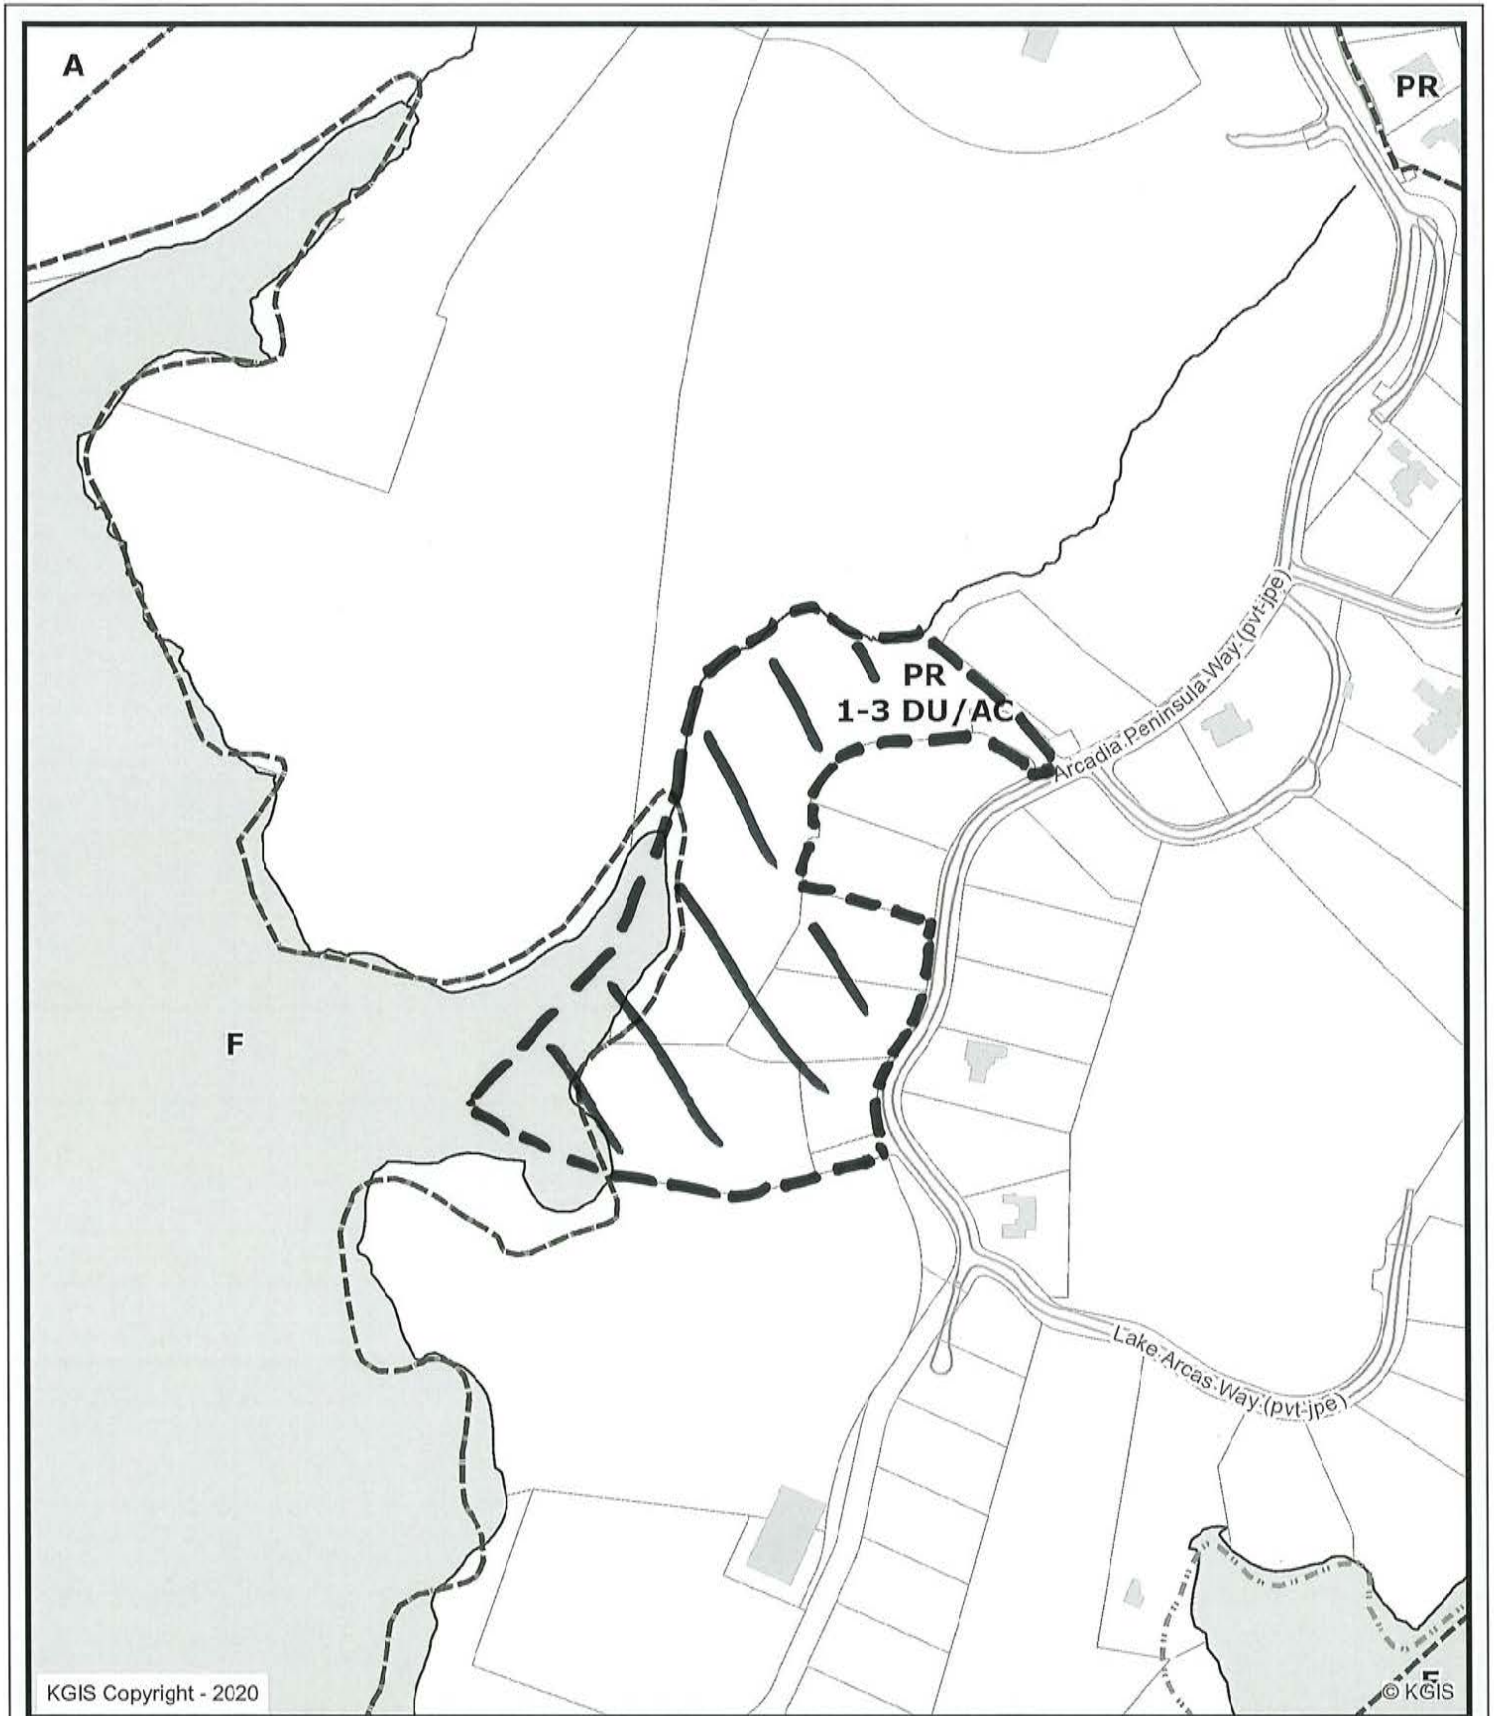 A
PR
PR
1-3 DU/AC
Arcadia Peninsula Way (pvt-jpe)
F
Lake Arcas Way (pvt-jpe)
KGIS Copyright - 2020
© KGIS